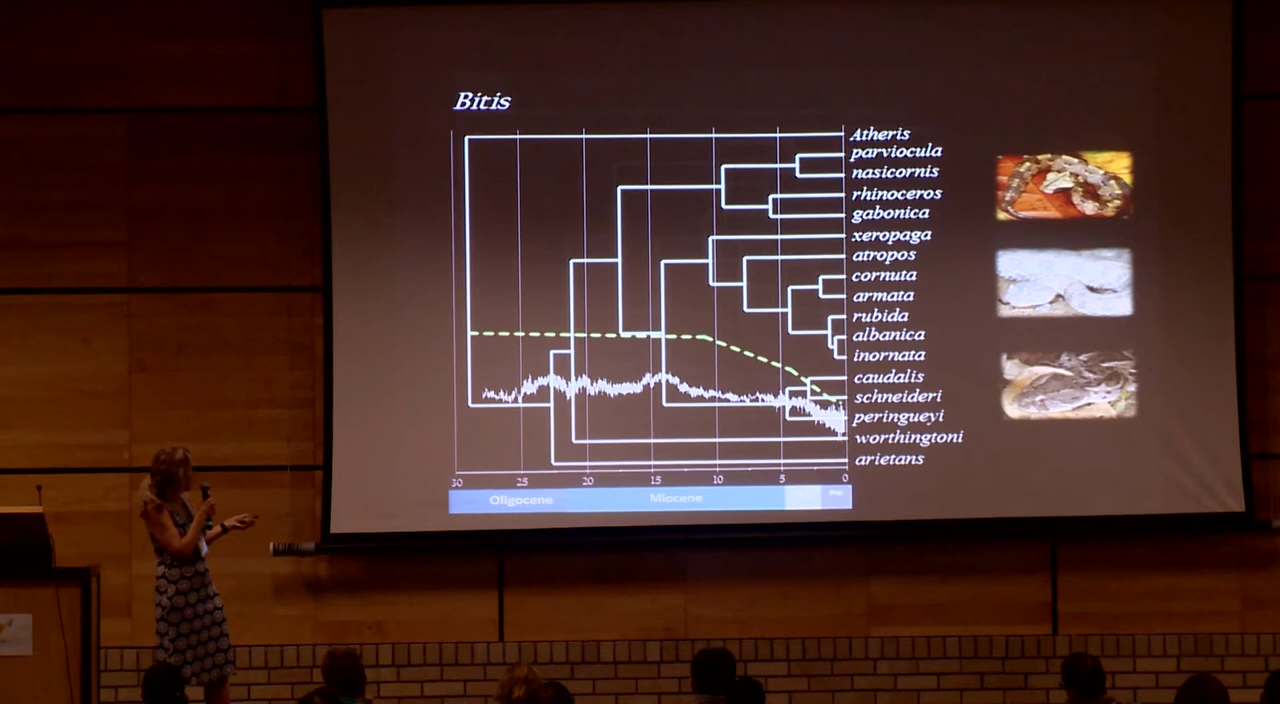 Bitis
Atheris
parviocula
nasicornis
rhinoceros
gabonica
xeropaga
atropos
cornuta
armata
rubida
albanica
inornata
caudalis
schneideri
peringueyi
worthingtoni
arietans
30 25 20 15 10 5 0
Oligocene Miocene